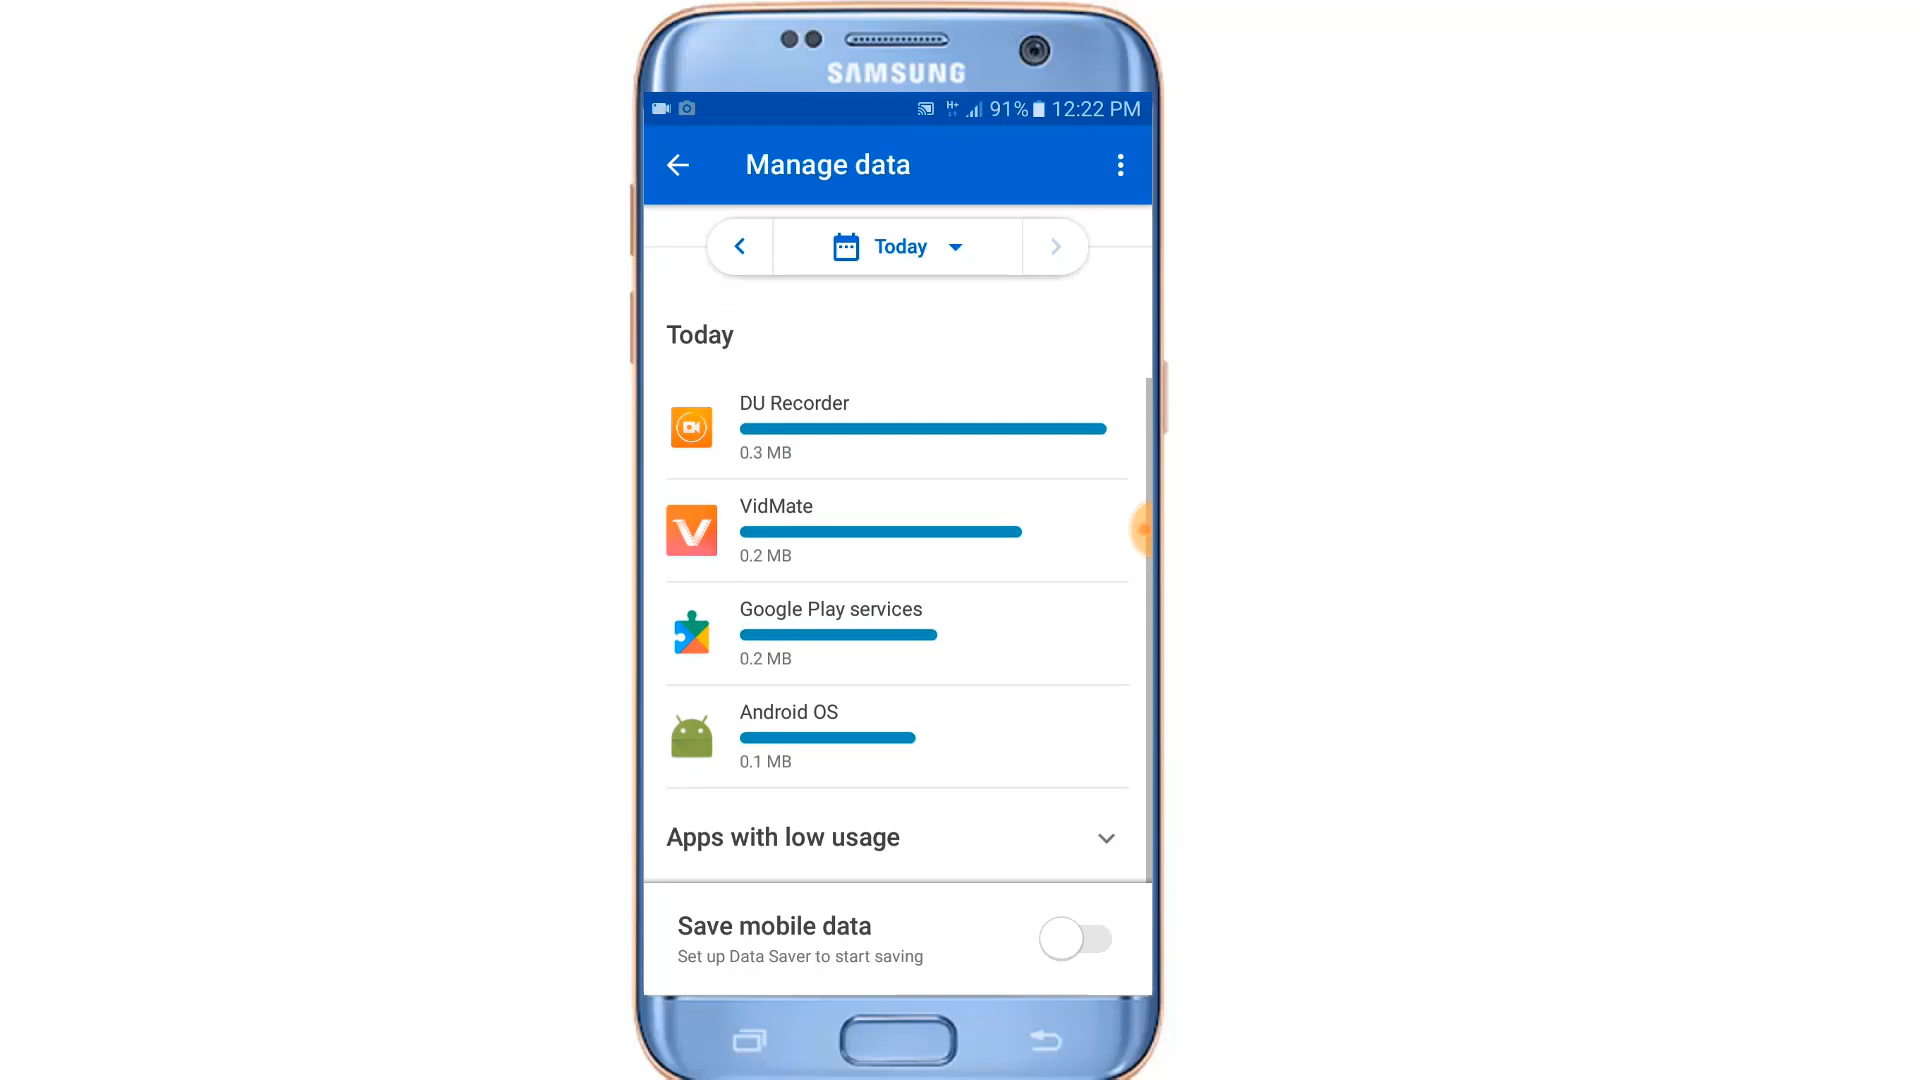 SAMSUNG
H+ 91% 12:22 PM
Manage data
Today
Today
DU Recorder
0.3 MB
VidMate
0.2 MB
Google Play services
0.2 MB
Android OS
0.1 MB
Apps with low usage
Save mobile data
Set up Data Saver to start saving